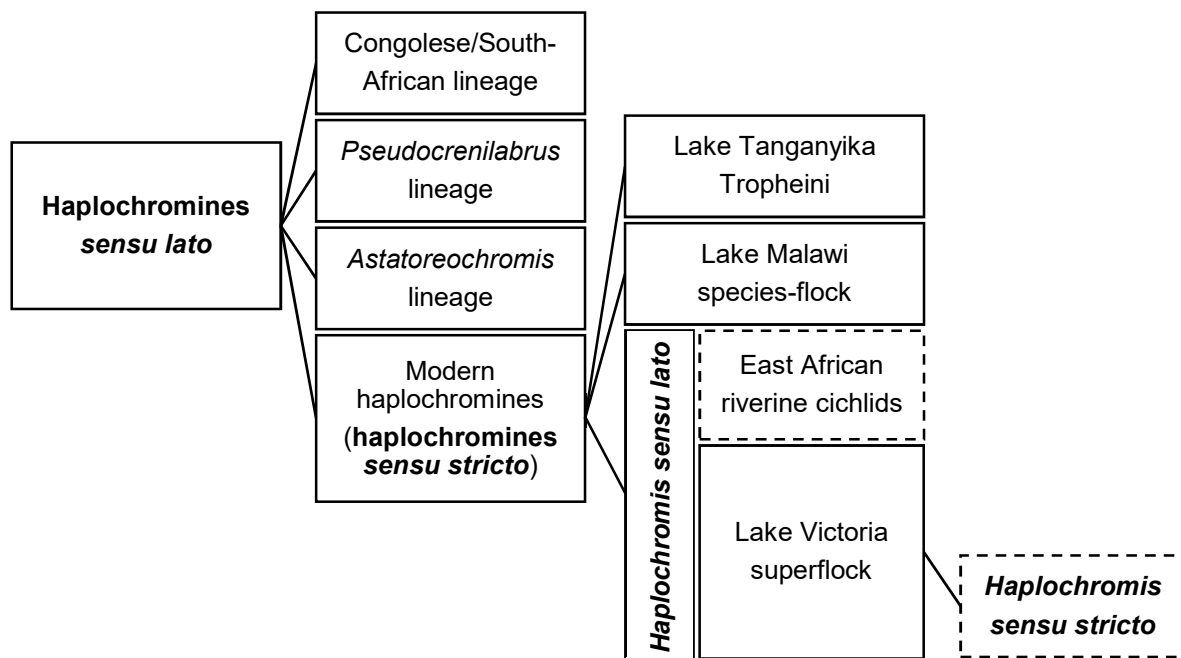 Congolese/South-
African lineage
Haplochromines
sensu lato
Pseudocrenilabrus
lineage
Astatoreochromis
lineage
Modern
haplochromines
(haplochromines
sensu stricto)
Lake Tanganyika
Tropheini
Lake Malawi
species-flock
Haplochromis sensu lato
East African
riverine cichlids
Lake Victoria
superflock
Haplochromis
sensu stricto